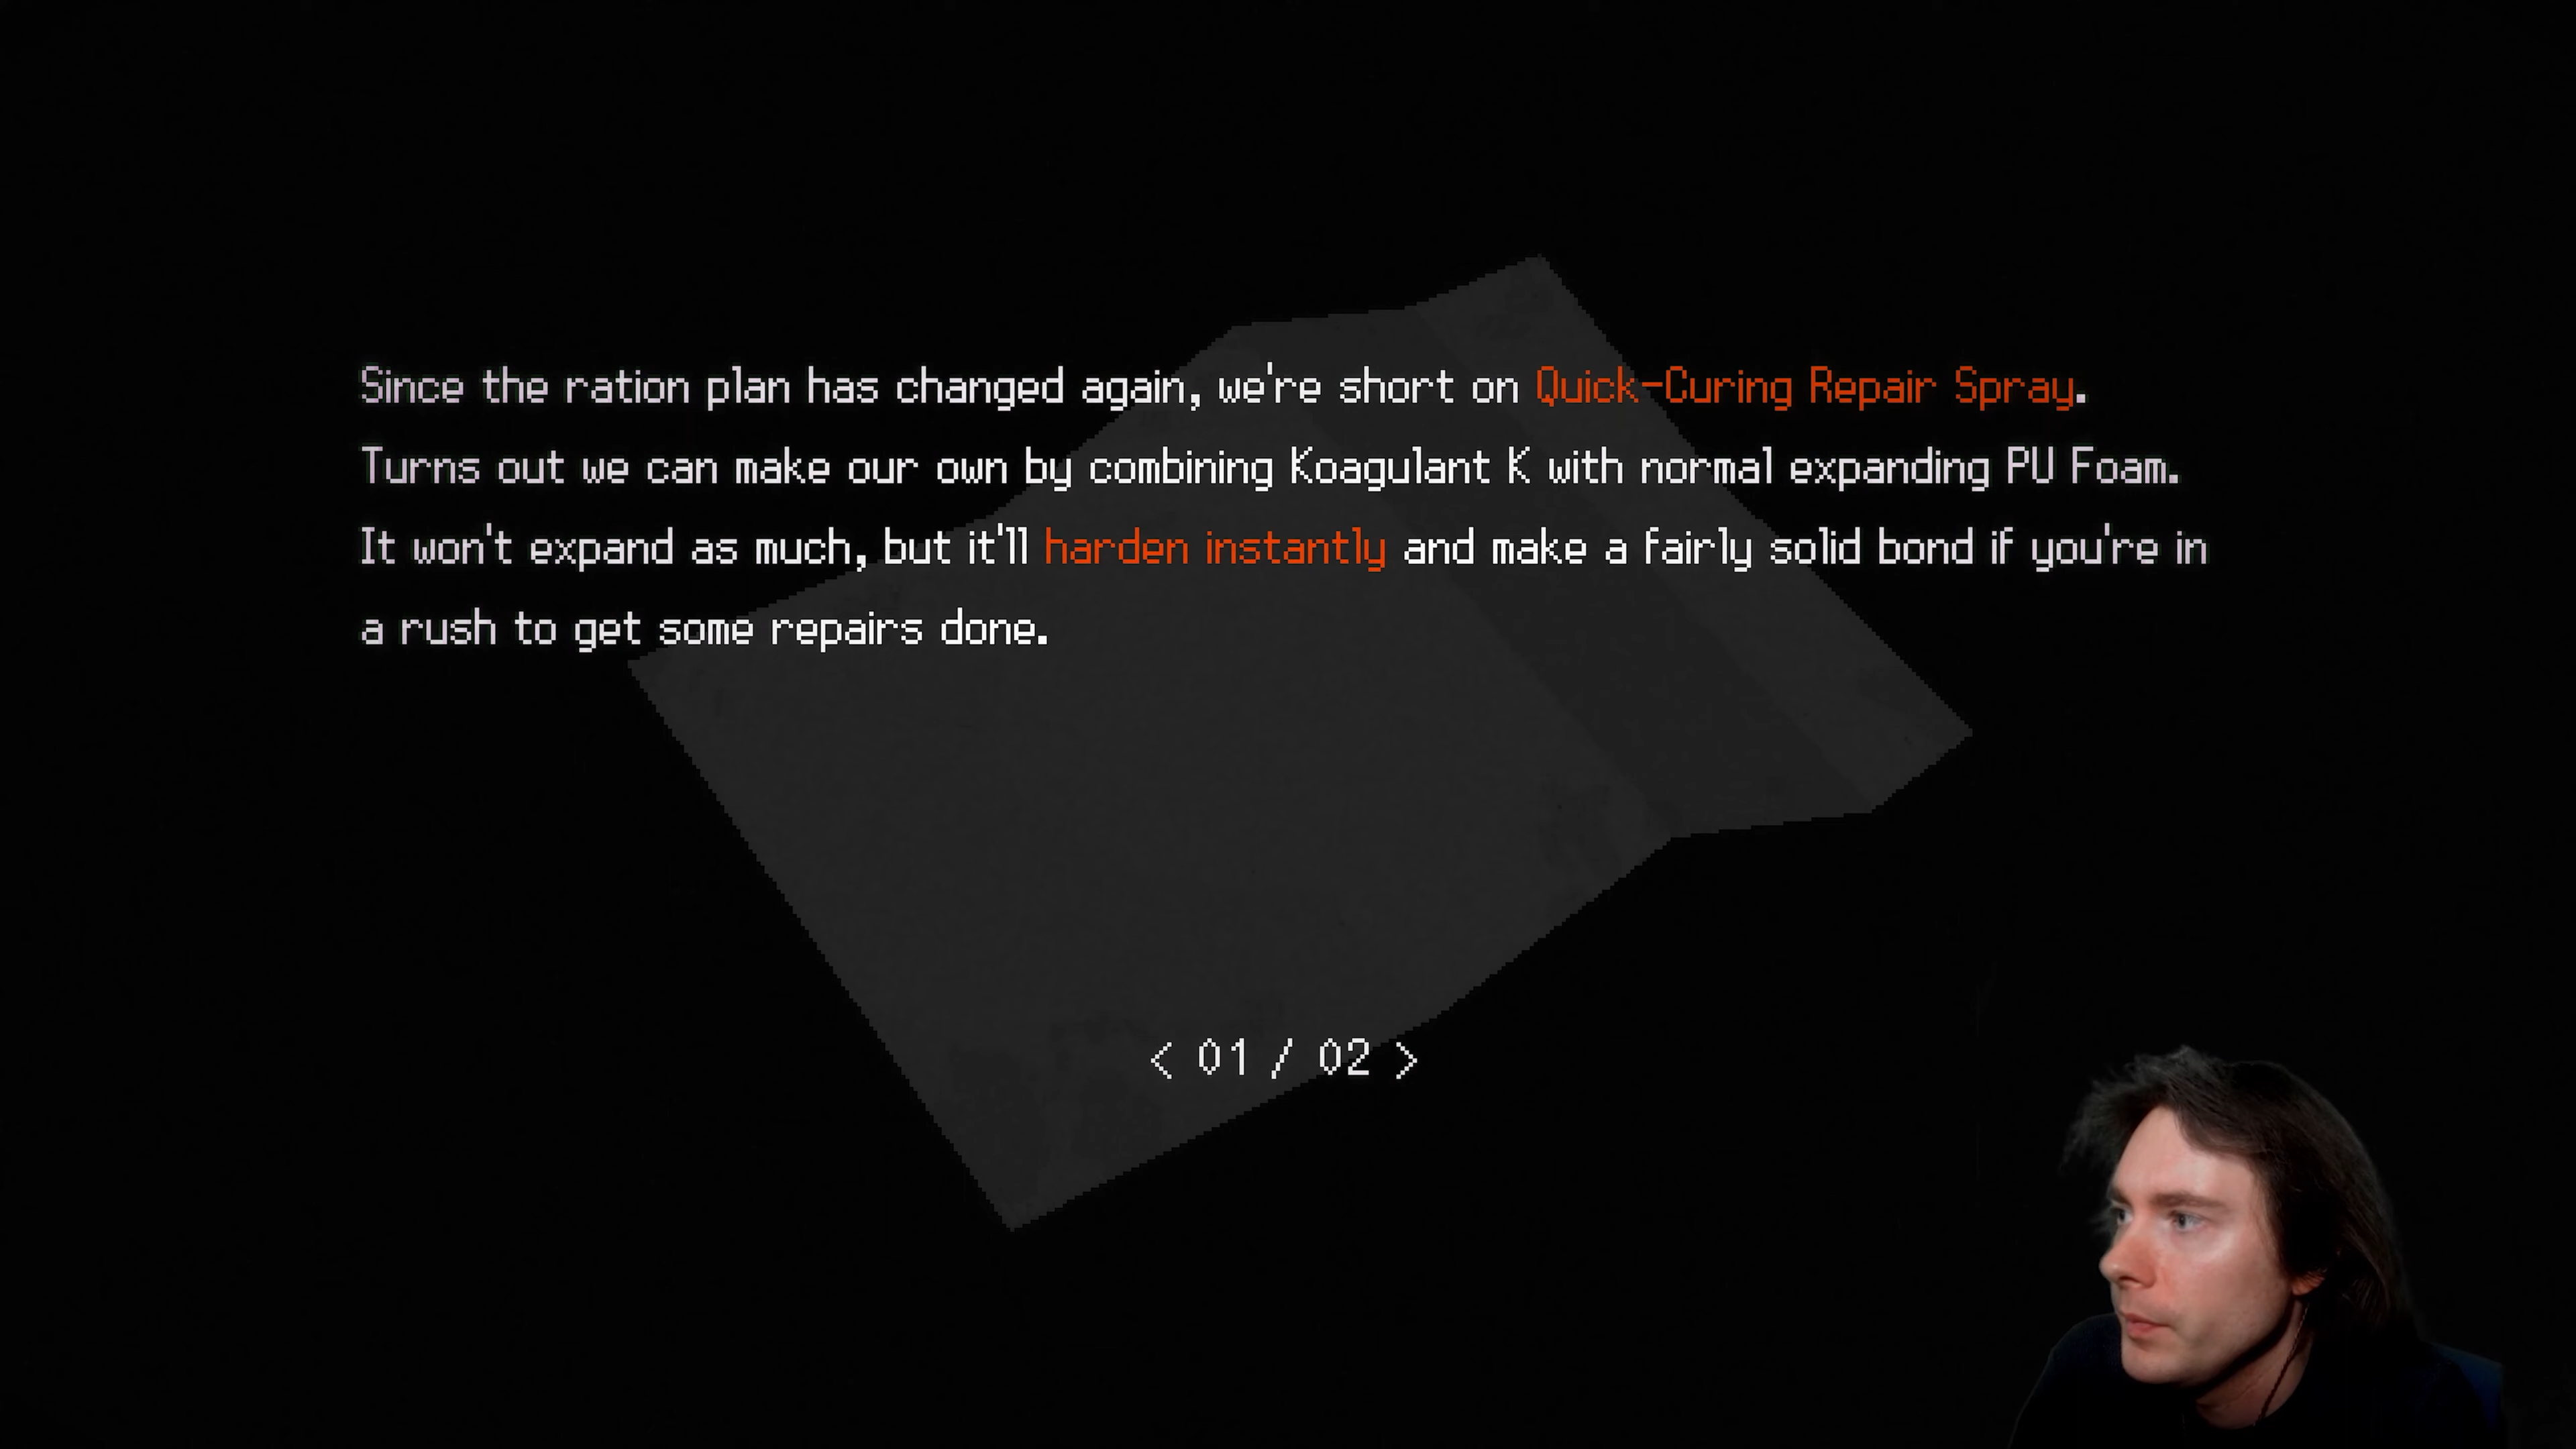 Since the ration plan has changed again, we're short on Quick-Curing Repair Spray.
Turns out we can make our own by combining Koagulant K with normal expanding PU Foam.
It won't expand as much, but it'll harden instantly and make a fairly solid bond if you're in
a rush to get some repairs done.
< 01 / 02 >